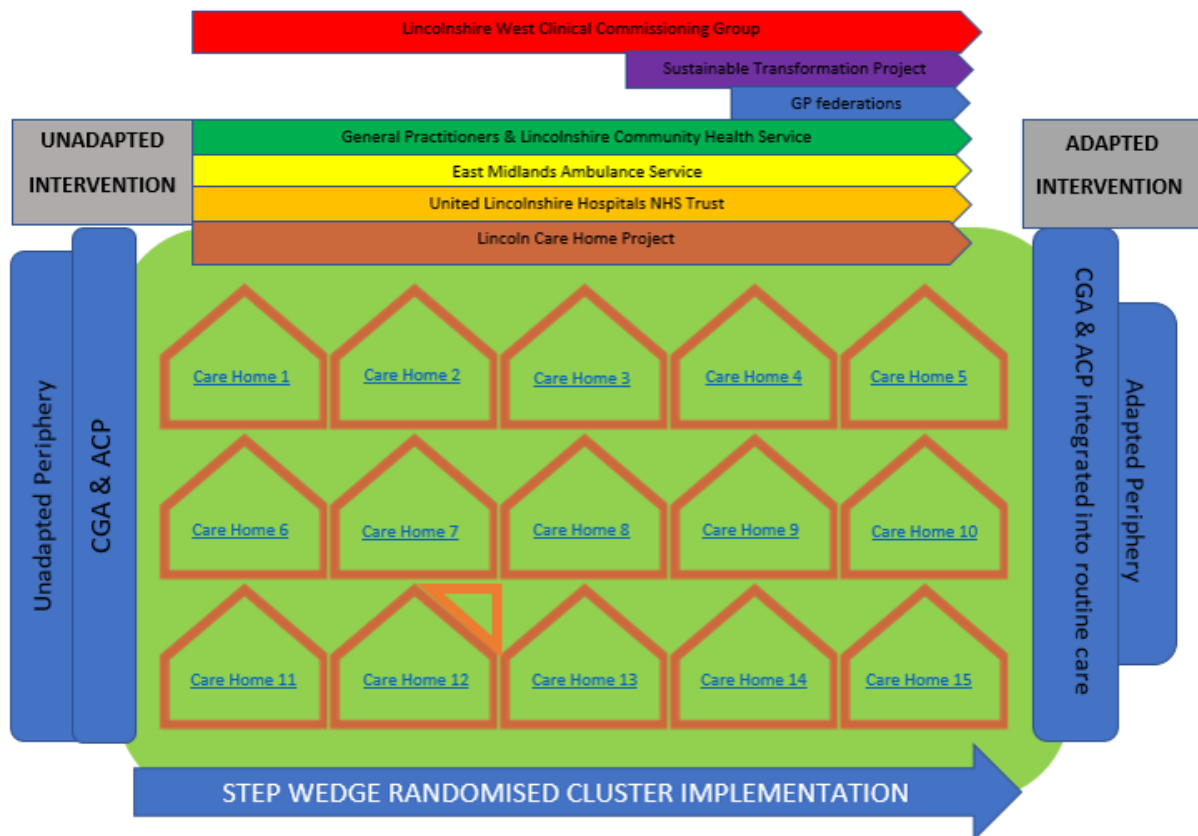 Lincolnshire West Clinical Commissioning Group
Sustainable Transformation Project
GP federations
UNADAPTED
INTERVENTION
General Practitioners & Lincolnshire Community Health Service
East Midlands Ambulance Service
United Lincolnshire Hospitals NHS Trust
Lincoln Care Home Project
ADAPTED
INTERVENTION
Unadapted Periphery
CGA & ACP
Care Home 1
Care Home 2
Care Home 3
Care Home 4
Care Home 5
Care Home 6
Care Home 7
Care Home 8
Care Home 9
Care Home 10
Care Home 11
Care Home 12
Care Home 13
Care Home 14
Care Home 15
CGA & ACP integrated into routine care
Adapted Periphery
STEP WEDGE RANDOMISED CLUSTER IMPLEMENTATION